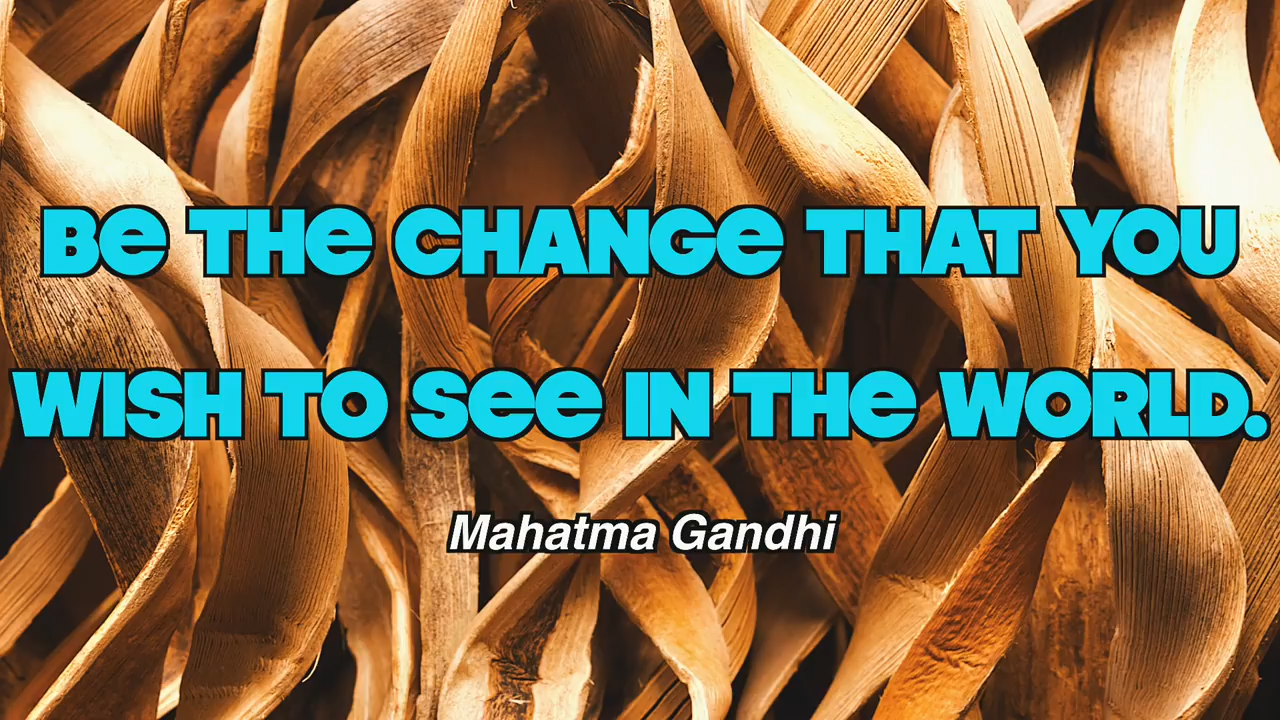 Be THe CHANGe THAT YOU
WISH TO See IN THe WORLD.
Mahatma Gandhi